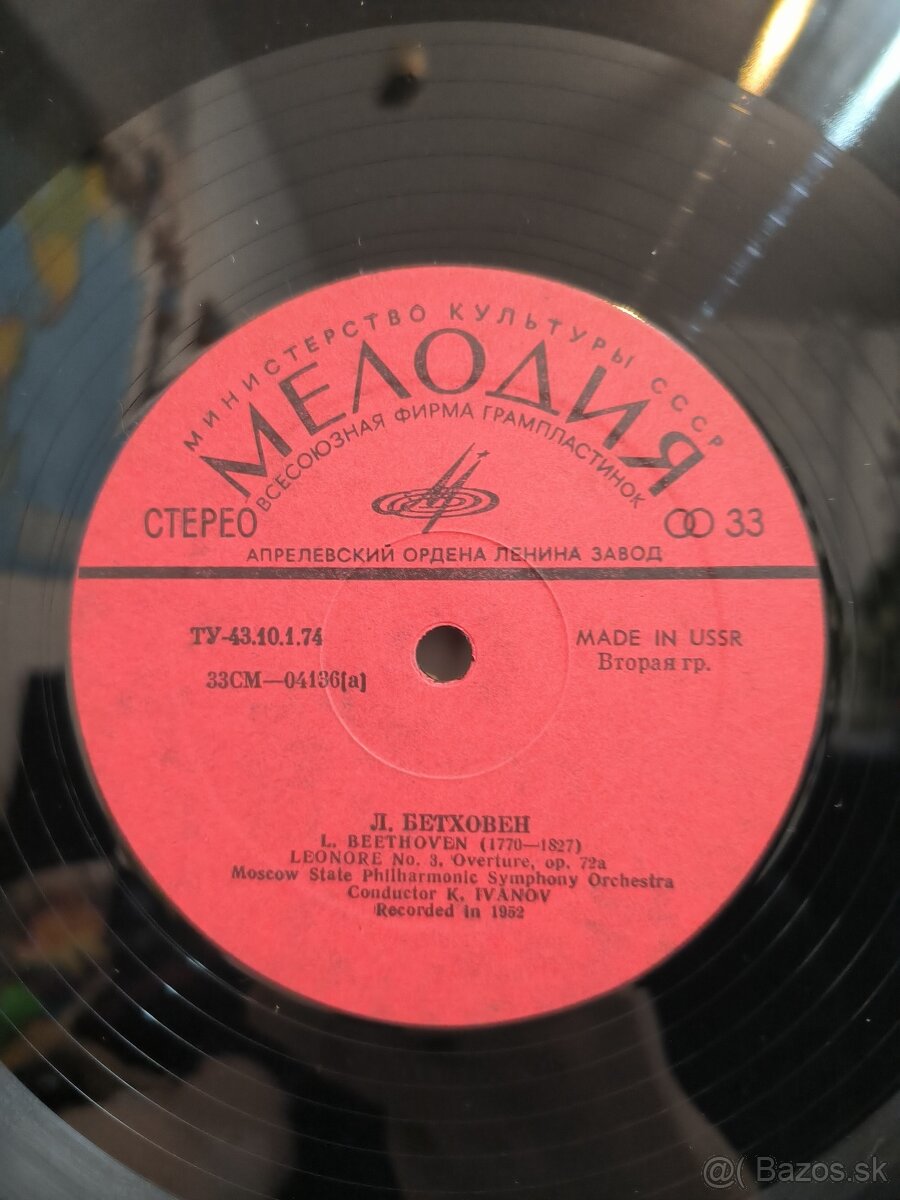 МИНИСТЕРСТВО КУЛЬТУРЫ СССР
МЕЛОДИЯ
ВСЕСОЮЗНАЯ ФИРМА ГРАМПЛАСТИНОК
СТЕРЕО
33
АПРЕЛЕВСКИЙ ОРДЕНА ЛЕНИНА ЗАВОД
ТУ-43.10.1.74
MADE IN USSR
33СМ—04136(а)
Вторая гр.
Л. БЕТХОВЕН
L. BEETHOVEN (1770—1827)
LEONORE No. 3. Overture, op. 72a
Moscow State Philharmonic Symphony Orchestra
Conductor K. IVANOV
Recorded in 1952
@( Bazos.sk